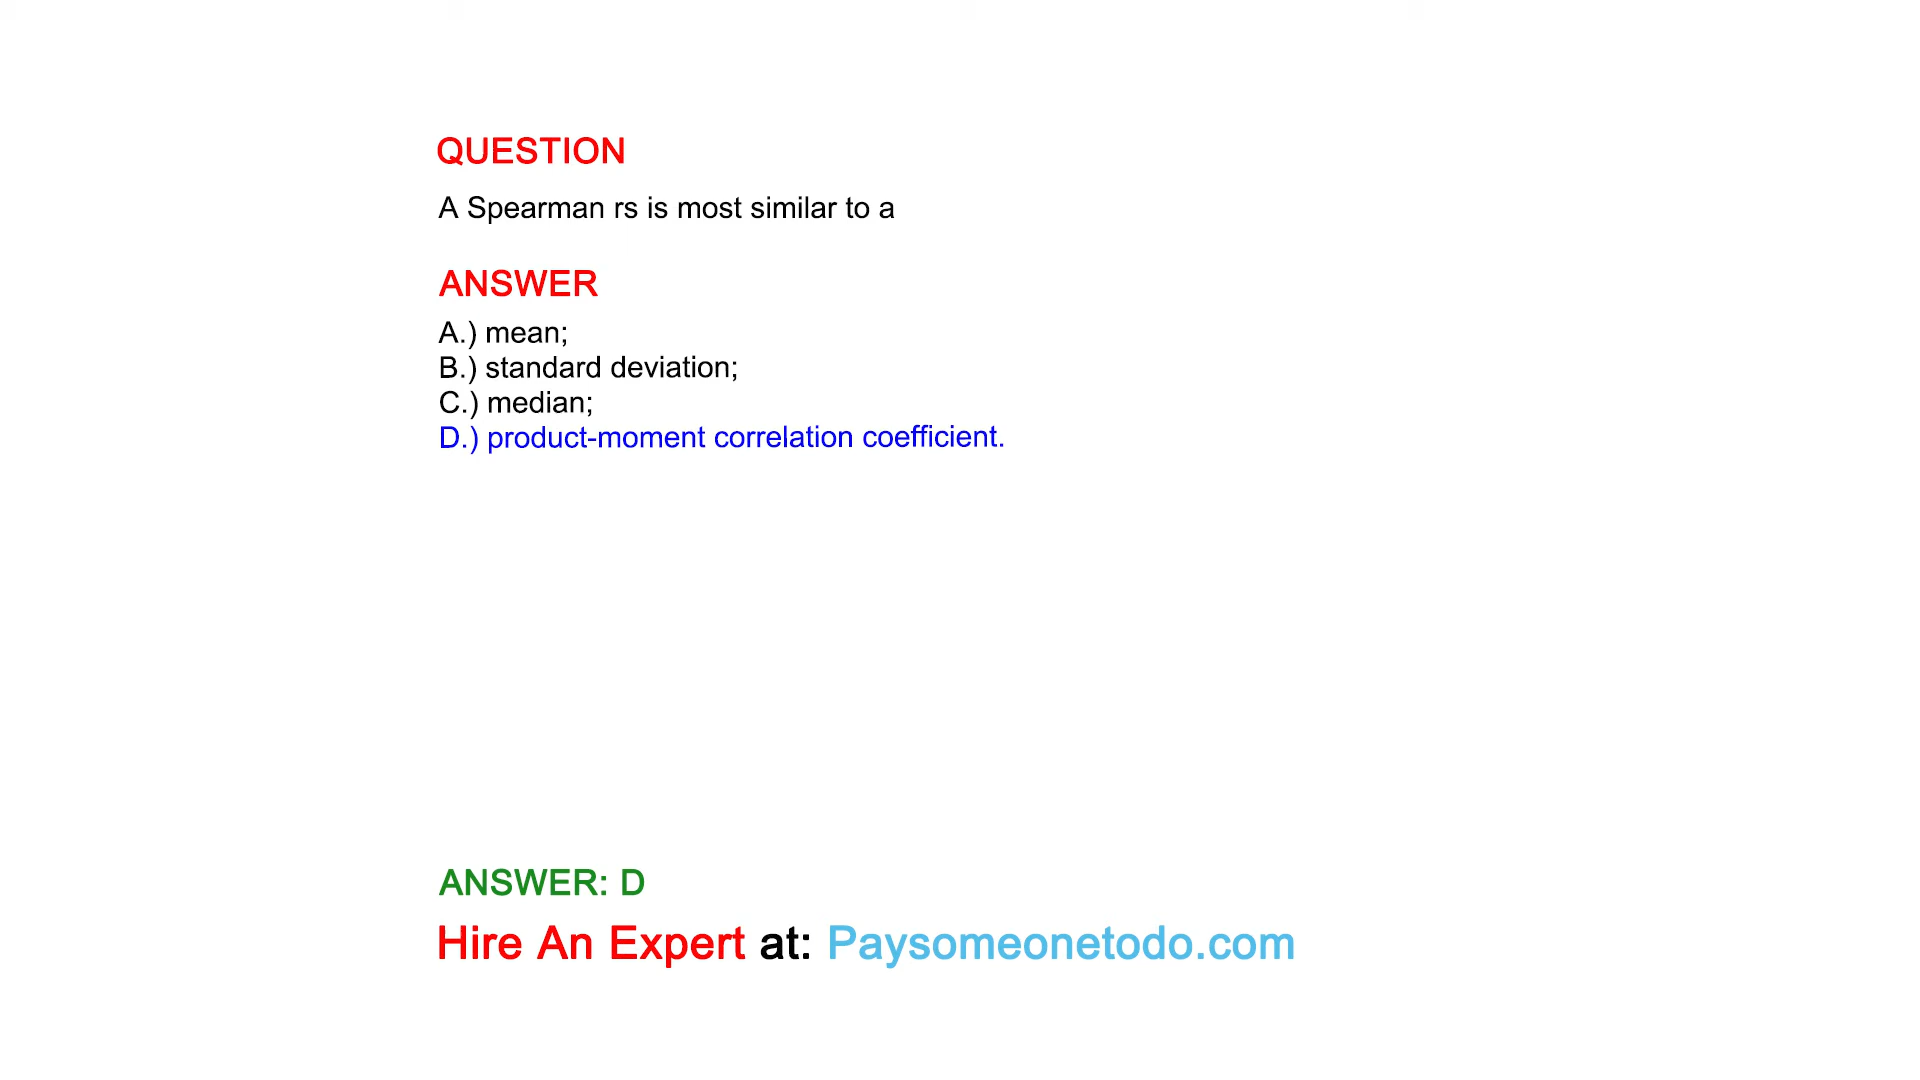 QUESTION
A Spearman rs is most similar to a
ANSWER
A.) mean;
B.) standard deviation;
C.) median;
D.) product-moment correlation coefficient.
ANSWER: D
Hire An Expert at: Paysomeonetodo.com